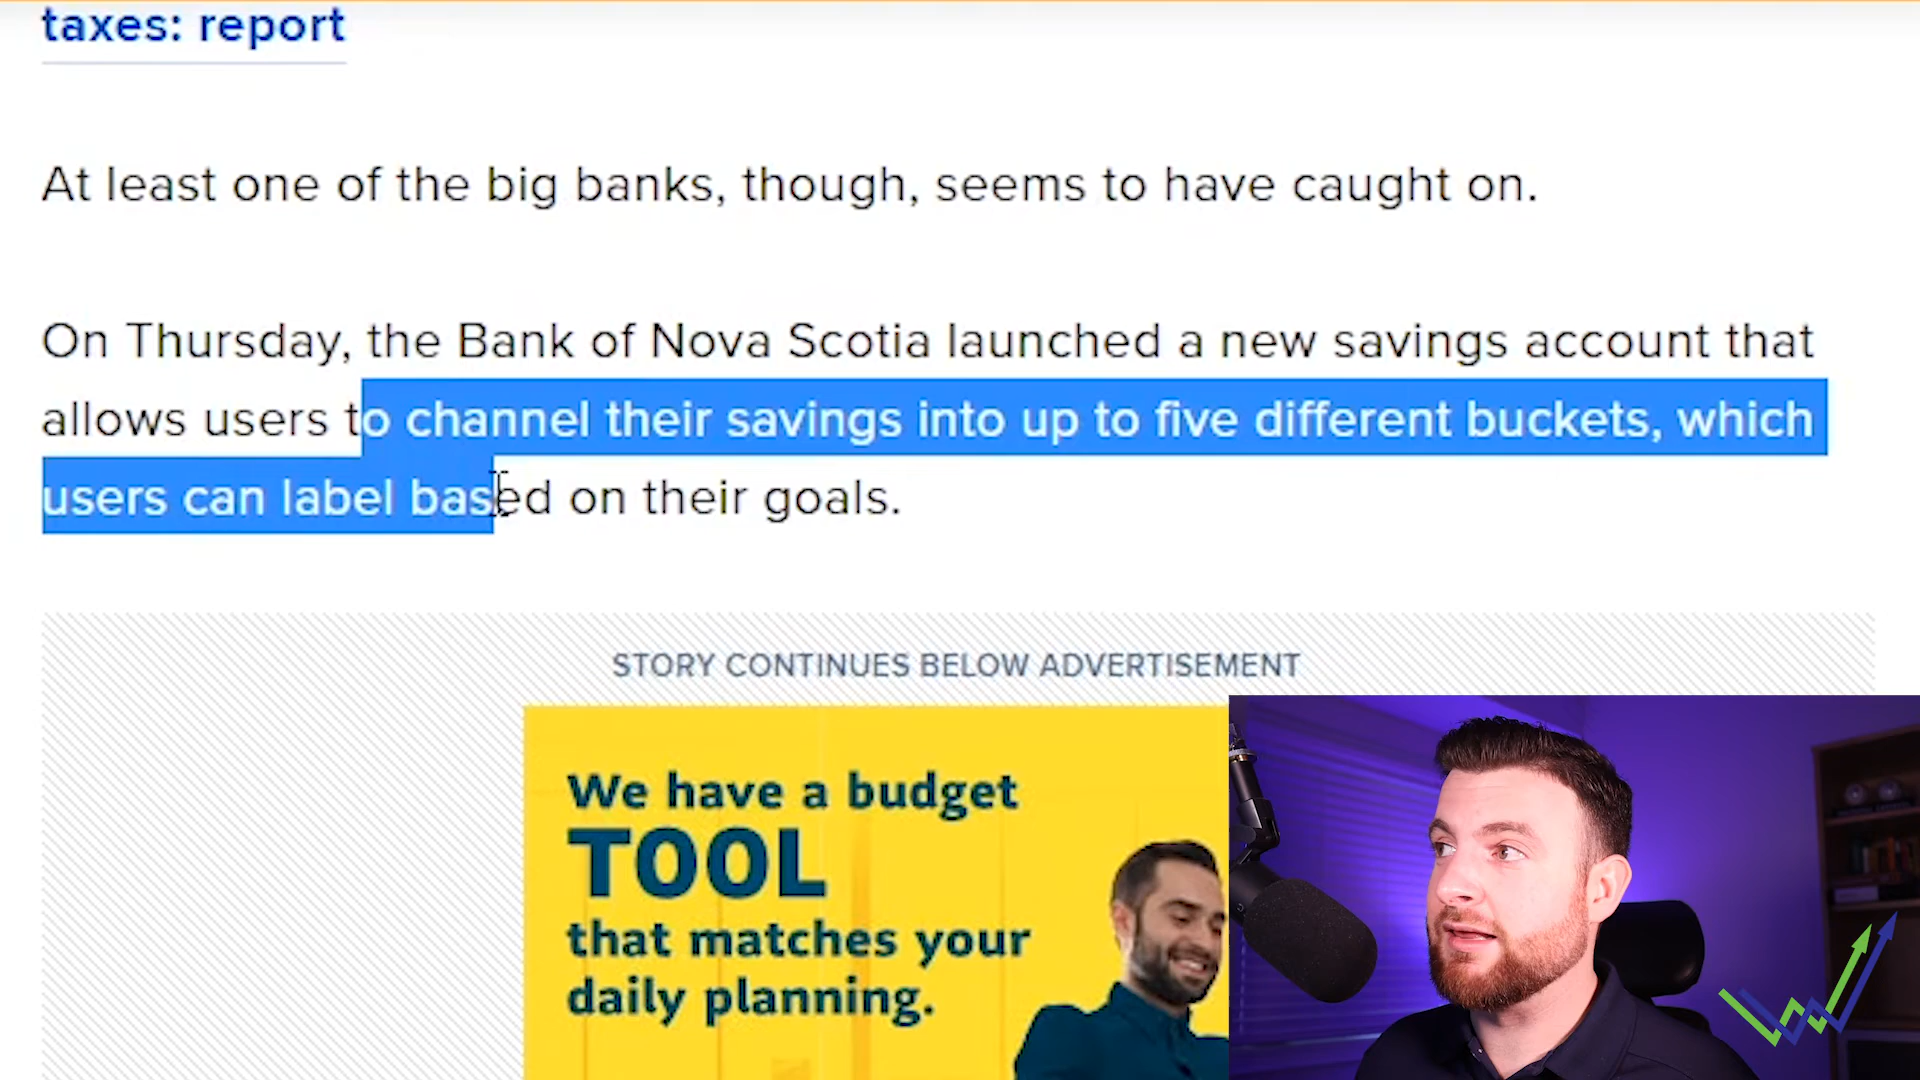 taxes: report
At least one of the big banks, though, seems to have caught on.
On Thursday, the Bank of Nova Scotia launched a new savings account that
allows users to channel their savings into up to five different buckets, which
users can label based on their goals.
STORY CONTINUES BELOW ADVERTISEMENT
We have a budget
TOOL
that matches your
daily planning.